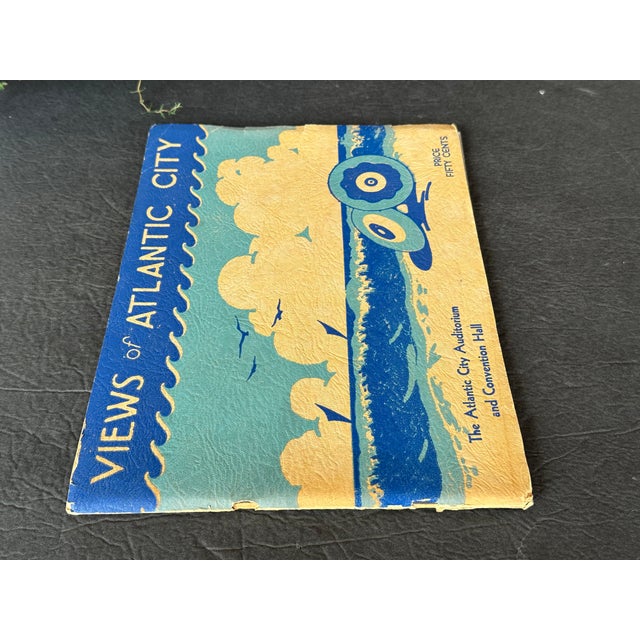 VIEWS of ATLANTIC CITY
PRICE
FIFTY CENTS
The Atlantic City Auditorium
and Convention Hall